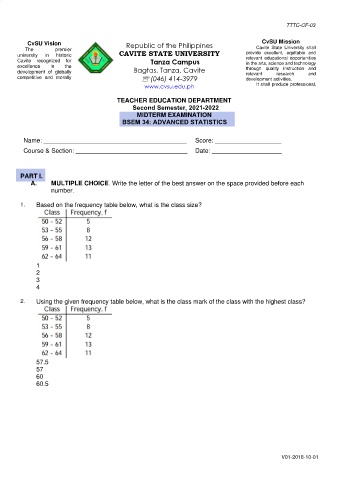 TTTC-CF-03
CvSU Vision
The premier
university in historic
Cavite recognized for
excellence in the
development of globally
competitive and morally
Republic of the Philippines
CAVITE STATE UNIVERSITY
Tanza Campus
Bagtas, Tanza, Cavite
☏ (046) 414-3979
www.cvsu.edu.ph
CvSU Mission
Cavite State University shall
provide excellent, equitable and
relevant educational opportunities
in the arts, science and technology
through quality instruction and
relevant research and
development activities.
It shall produce professional,
TEACHER EDUCATION DEPARTMENT
Second Semester, 2021-2022
MIDTERM EXAMINATION
BSEM 34: ADVANCED STATISTICS
Name: Score:
Course & Section: Date:
PART I.
A. MULTIPLE CHOICE. Write the letter of the best answer on the space provided before each
number.
1. Based on the frequency table below, what is the class size?
Class Frequency, f
50 - 52 5
53 - 55 8
56 - 58 12
59 - 61 13
62 - 64 11
1
2
3
4
2. Using the given frequency table below, what is the class mark of the class with the highest class?
Class Frequency, f
50 - 52 5
53 - 55 8
56 - 58 12
59 - 61 13
62 - 64 11
57.5
57
60
60.5
V01-2018-10-01